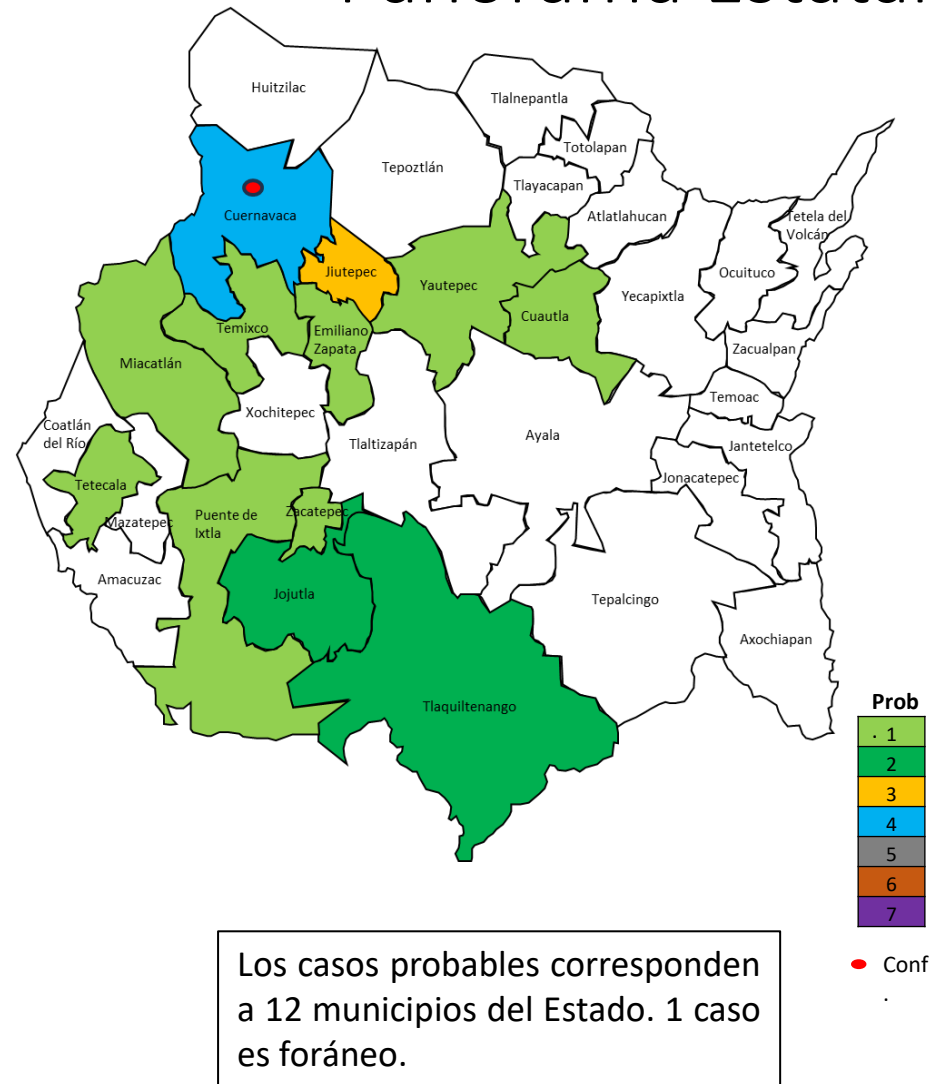 Huitzilac
Tlalnepantla
Totolapan
Tepoztlán
Tlayacapan
Atlatlahucan
Cuernavaca
Tetela del
Volcán
Jiutepec
Ocuituco
Yautepec
Yecapixtla
Cuautla
Temixco
Emiliano
Zapata
Zacualpan
Miacatlán
Temoac
Xochitepec
Coatlán
del Río
Tlaltizapán
Ayala
Jantetelco
Tetecala
Jonacatepec
Mazatepec
Puente de
Ixtla
Zacatepec
Amacuzac
Jojutla
Tepalcingo
Axochiapan
Tlaquiltenango
Prob
. 1
2
3
4
5
6
7
Conf
.
Los casos probables corresponden
a 12 municipios del Estado. 1 caso
es foráneo.